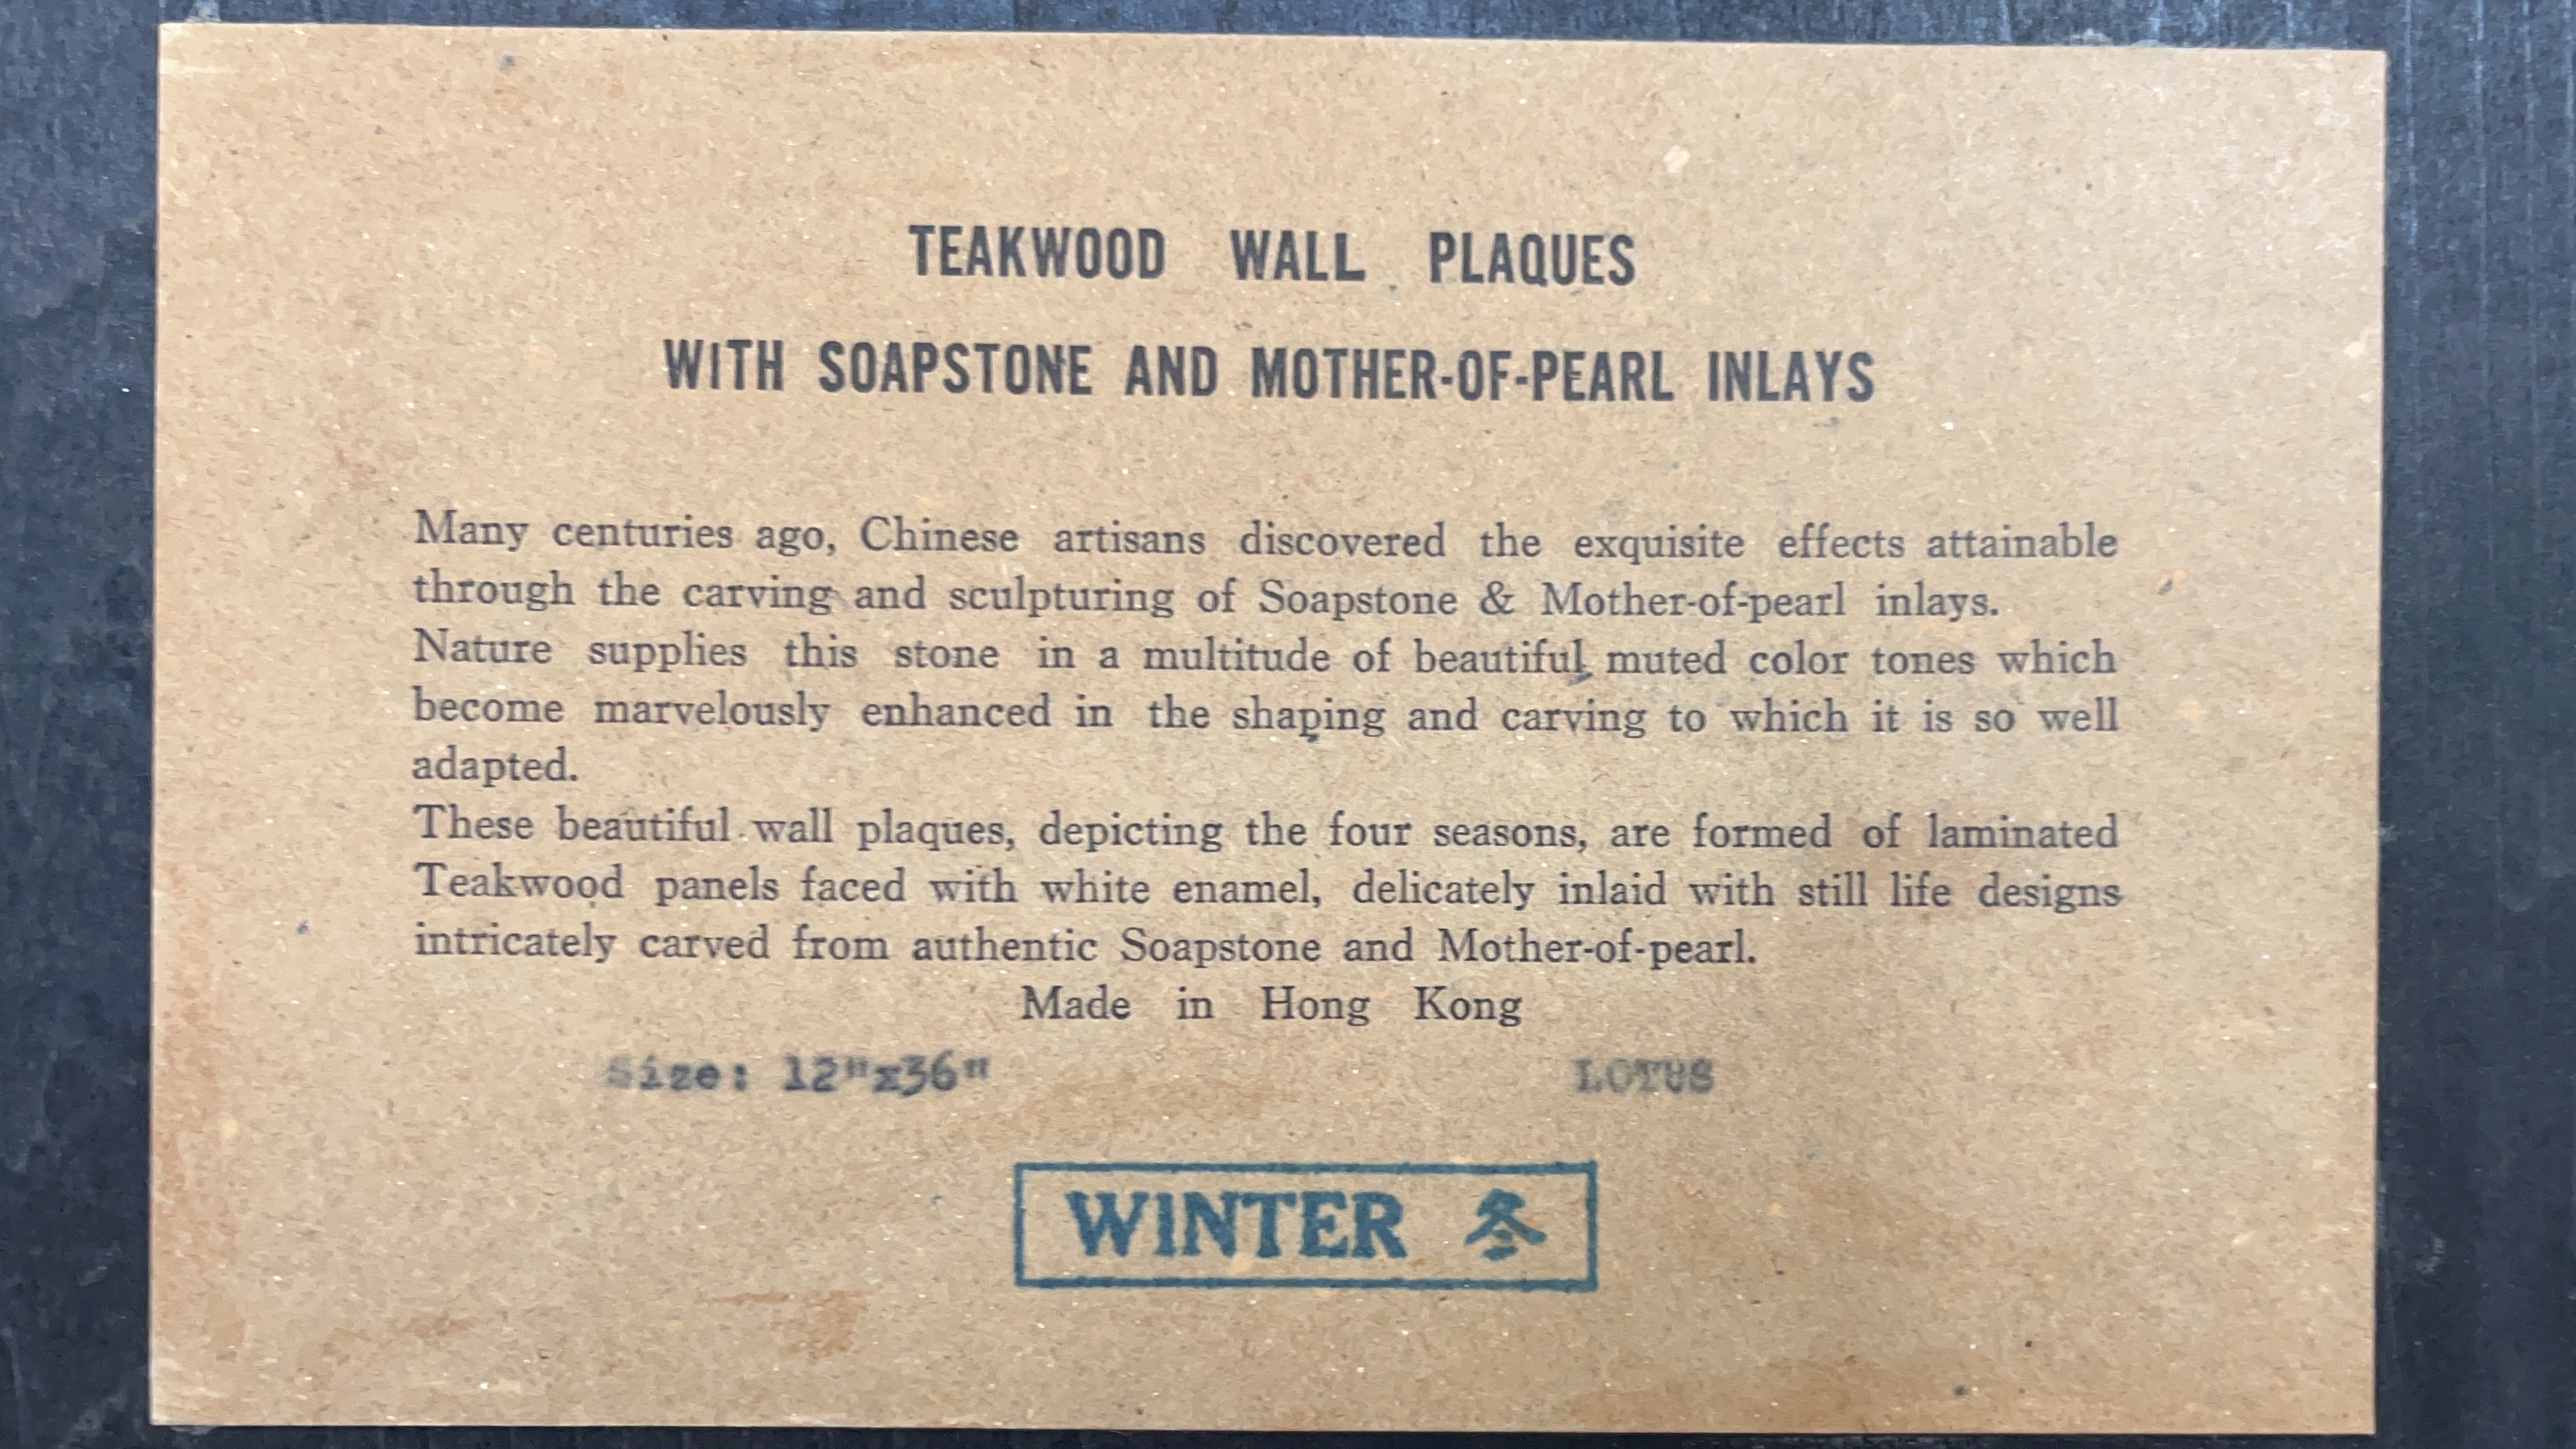 TEAKWOOD WALL PLAQUES
WITH SOAPSTONE AND MOTHER-OF-PEARL INLAYS
Many centuries ago, Chinese artisans discovered the exquisite effects attainable
through the carving and sculpturing of Soapstone & Mother-of-pearl inlays.
Nature supplies this stone in a multitude of beautiful muted color tones which
become marvelously enhanced in the shaping and carving to which it is so well
adapted.
These beautiful wall plaques, depicting the four seasons, are formed of laminated
Teakwood panels faced with white enamel, delicately inlaid with still life designs
intricately carved from authentic Soapstone and Mother-of-pearl.
Made in Hong Kong
Size: 12"x36" LOTUS
WINTER 冬